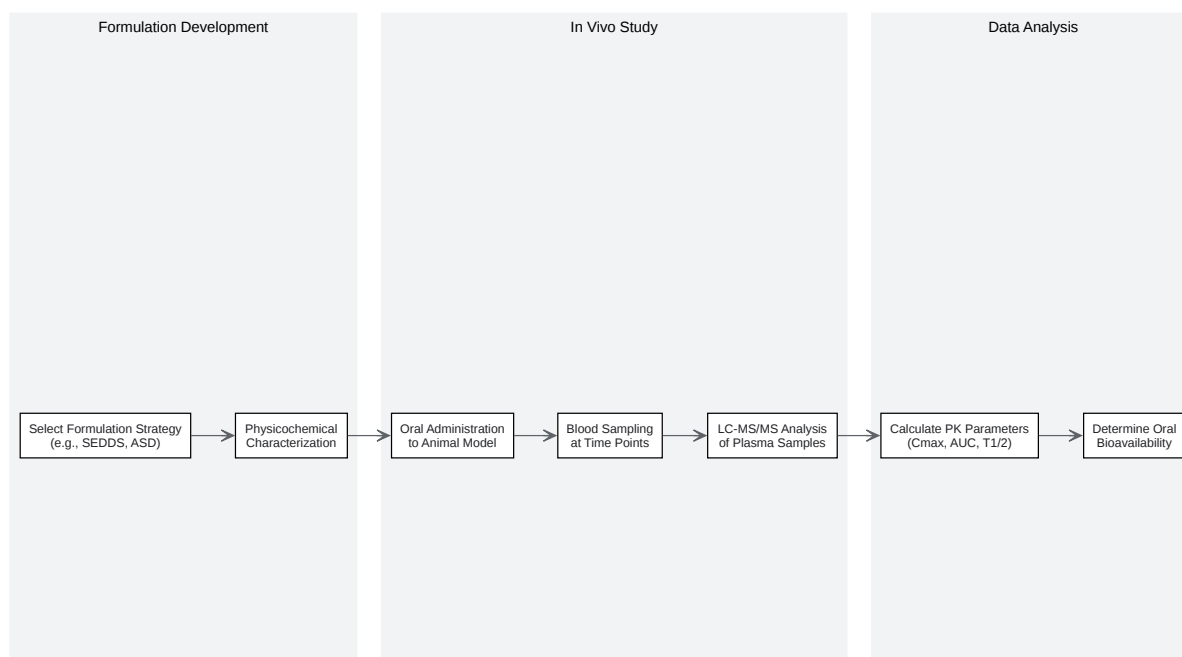 Formulation Development
In Vivo Study
Data Analysis
Select Formulation Strategy
(e.g., SEDDS, ASD)
Physicochemical
Characterization
Oral Administration
to Animal Model
Blood Sampling
at Time Points
LC-MS/MS Analysis
of Plasma Samples
Calculate PK Parameters
(Cmax, AUC, T1/2)
Determine Oral
Bioavailability